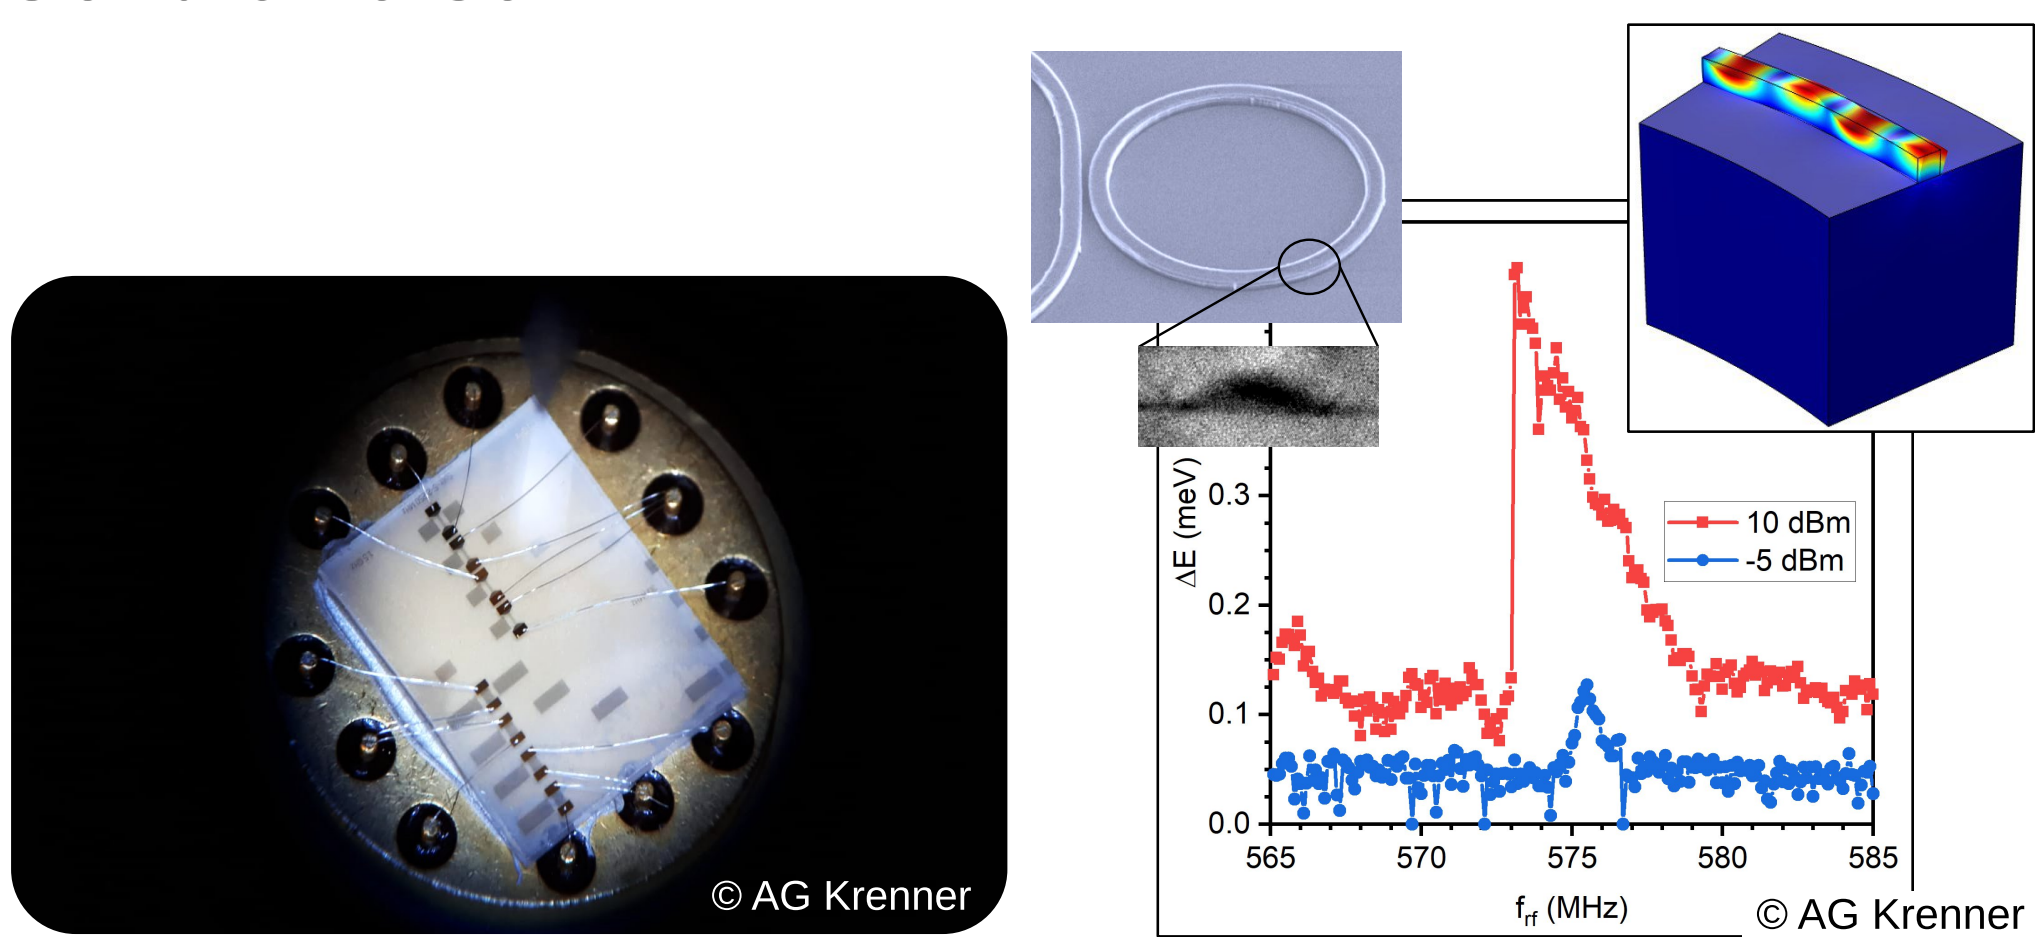 © AG Krenner
ΔE (meV)
0.3
0.2
0.1
0.0
10 dBm
-5 dBm
565 570 575 580 585
frf (MHz)
© AG Krenner